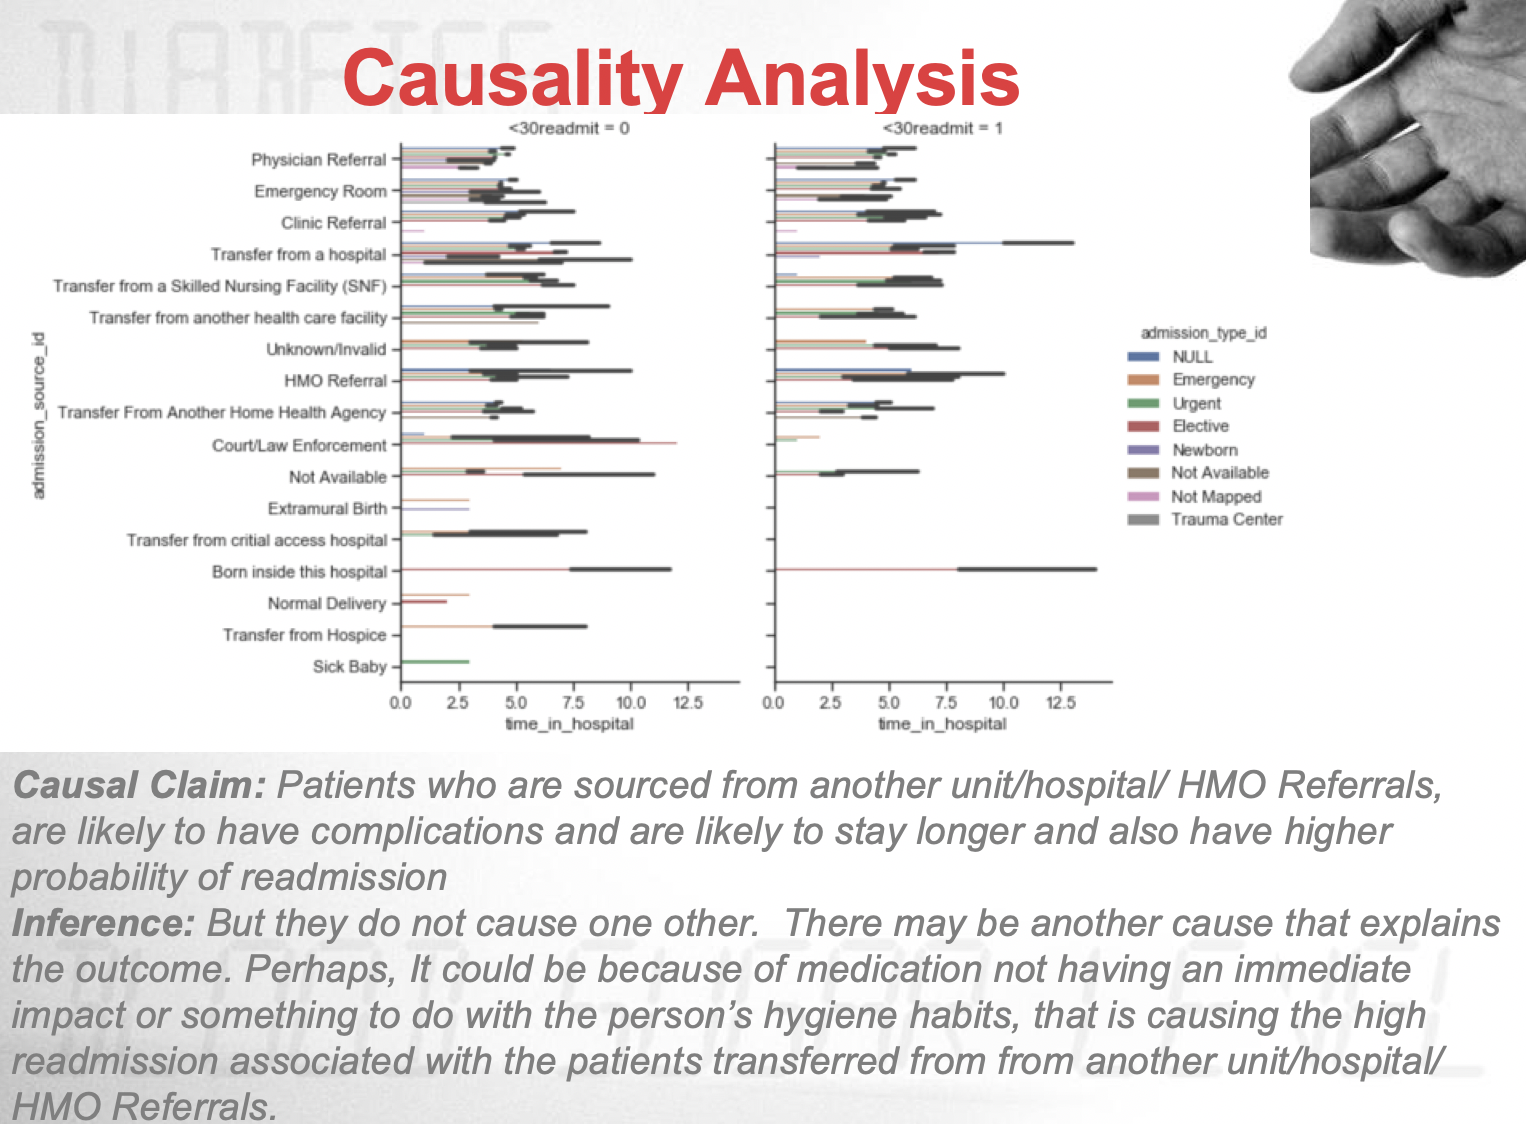 Causality Analysis
<30readmit = 0
<30readmit = 1
admission_source_id
Physician Referral
Emergency Room
Clinic Referral
Transfer from a hospital
Transfer from a Skilled Nursing Facility (SNF)
Transfer from another health care facility
Unknown/Invalid
HMO Referral
Transfer From Another Home Health Agency
Court/Law Enforcement
Not Available
Extramural Birth
Transfer from critial access hospital
Born inside this hospital
Normal Delivery
Transfer from Hospice
Sick Baby
0.0 2.5 5.0 7.5 10.0 12.5
time_in_hospital
0.0 2.5 5.0 7.5 10.0 12.5
time_in_hospital
admission_type_id
NULL
Emergency
Urgent
Elective
Newborn
Not Available
Not Mapped
Trauma Center
Causal Claim: Patients who are sourced from another unit/hospital/ HMO Referrals,
are likely to have complications and are likely to stay longer and also have higher
probability of readmission
Inference: But they do not cause one other.  There may be another cause that explains
the outcome. Perhaps, It could be because of medication not having an immediate
impact or something to do with the person’s hygiene habits, that is causing the high
readmission associated with the patients transferred from from another unit/hospital/
HMO Referrals.